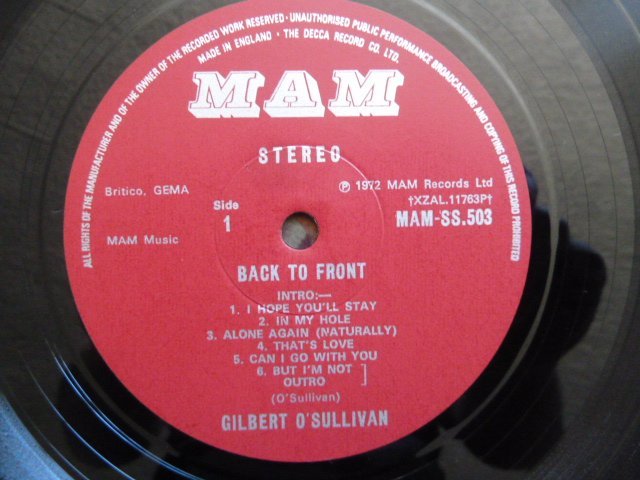 ALL RIGHTS OF THE MANUFACTURER AND OF THE OWNER OF THE RECORDED WORK RESERVED · UNAUTHORISED PUBLIC PERFORMANCE BROADCASTING AND COPYING OF THIS RECORD PROHIBITED
MADE IN ENGLAND · THE DECCA RECORD CO. LTD.
MAM
STEREO
Britico, GEMA
Side
1
℗ 1972 MAM Records Ltd
†XZAL.11763P†
MAM-SS.503
MAM Music
BACK TO FRONT
INTRO:—
1. I HOPE YOU'LL STAY
2. IN MY HOLE
3. ALONE AGAIN (NATURALLY)
4. THAT'S LOVE
5. CAN I GO WITH YOU
6. BUT I'M NOT ]
OUTRO
(O'Sullivan)
GILBERT O'SULLIVAN